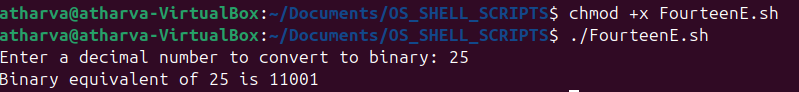 atharva@atharva-VirtualBox:~/Documents/OS_SHELL_SCRIPTS$ chmod +x FourteenE.sh
atharva@atharva-VirtualBox:~/Documents/OS_SHELL_SCRIPTS$ ./FourteenE.sh
Enter a decimal number to convert to binary: 25
Binary equivalent of 25 is 11001